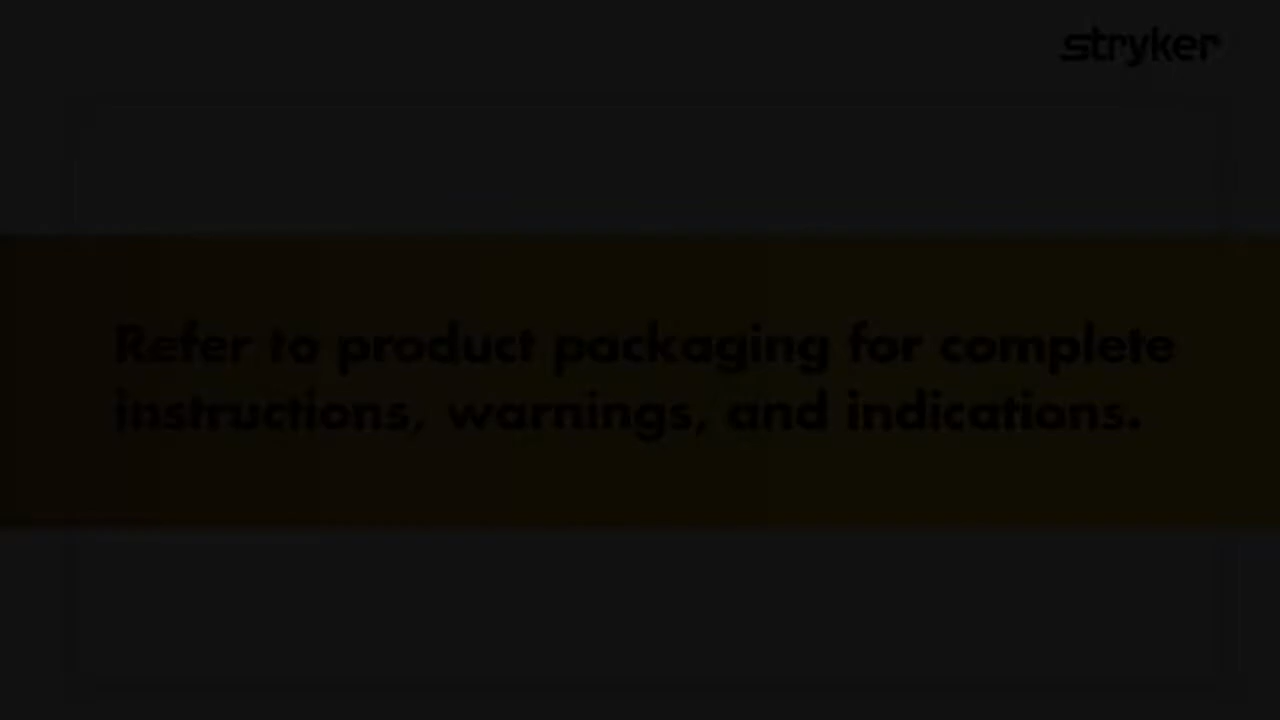 stryker
Refer to product packaging for complete
instructions, warnings, and indications.